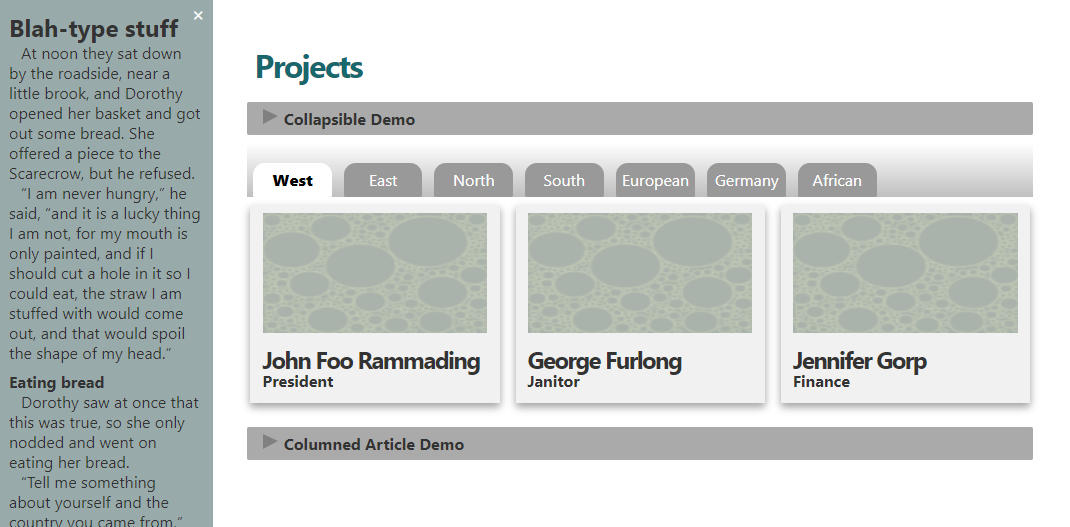 ×
Blah-type stuff
At noon they sat down
by the roadside, near a
little brook, and Dorothy
opened her basket and got
out some bread. She
offered a piece to the
Scarecrow, but he refused.
“I am never hungry,” he
said, “and it is a lucky thing
I am not, for my mouth is
only painted, and if I
should cut a hole in it so I
could eat, the straw I am
stuffed with would come
out, and that would spoil
the shape of my head.”
Eating bread
Dorothy saw at once that
this was true, so she only
nodded and went on
eating her bread.
“Tell me something
about yourself and the
country you came from,”
Projects
Collapsible Demo
West East North South European Germany African
John Foo Rammading
President
George Furlong
Janitor
Jennifer Gorp
Finance
Columned Article Demo